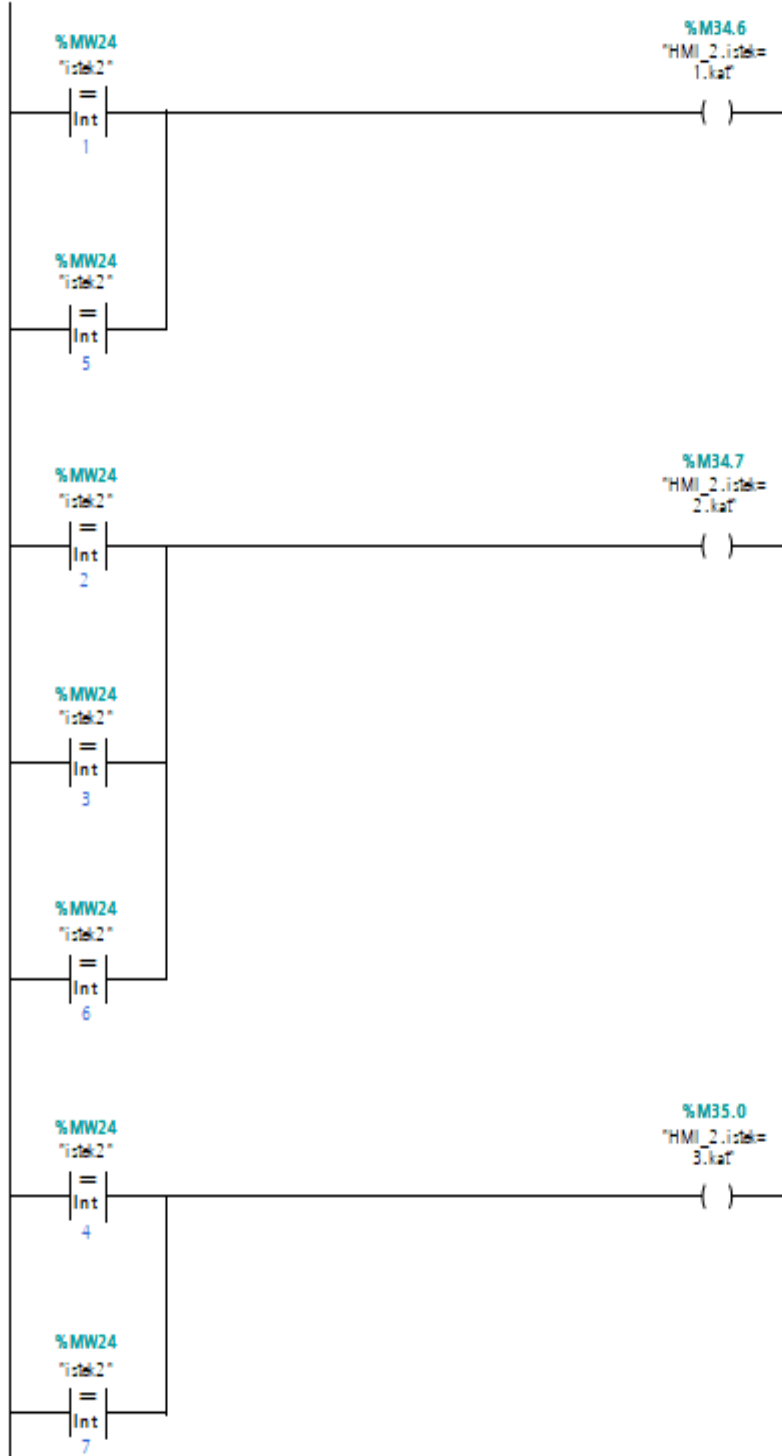 %MW24
"istek2"
=
Int
1
%M34.6
"HMI_2.istek=
1.kat"
%MW24
"istek2"
=
Int
5
%MW24
"istek2"
=
Int
2
%M34.7
"HMI_2.istek=
2.kat"
%MW24
"istek2"
=
Int
3
%MW24
"istek2"
=
Int
6
%MW24
"istek2"
=
Int
4
%M35.0
"HMI_2.istek=
3.kat"
%MW24
"istek2"
=
Int
7